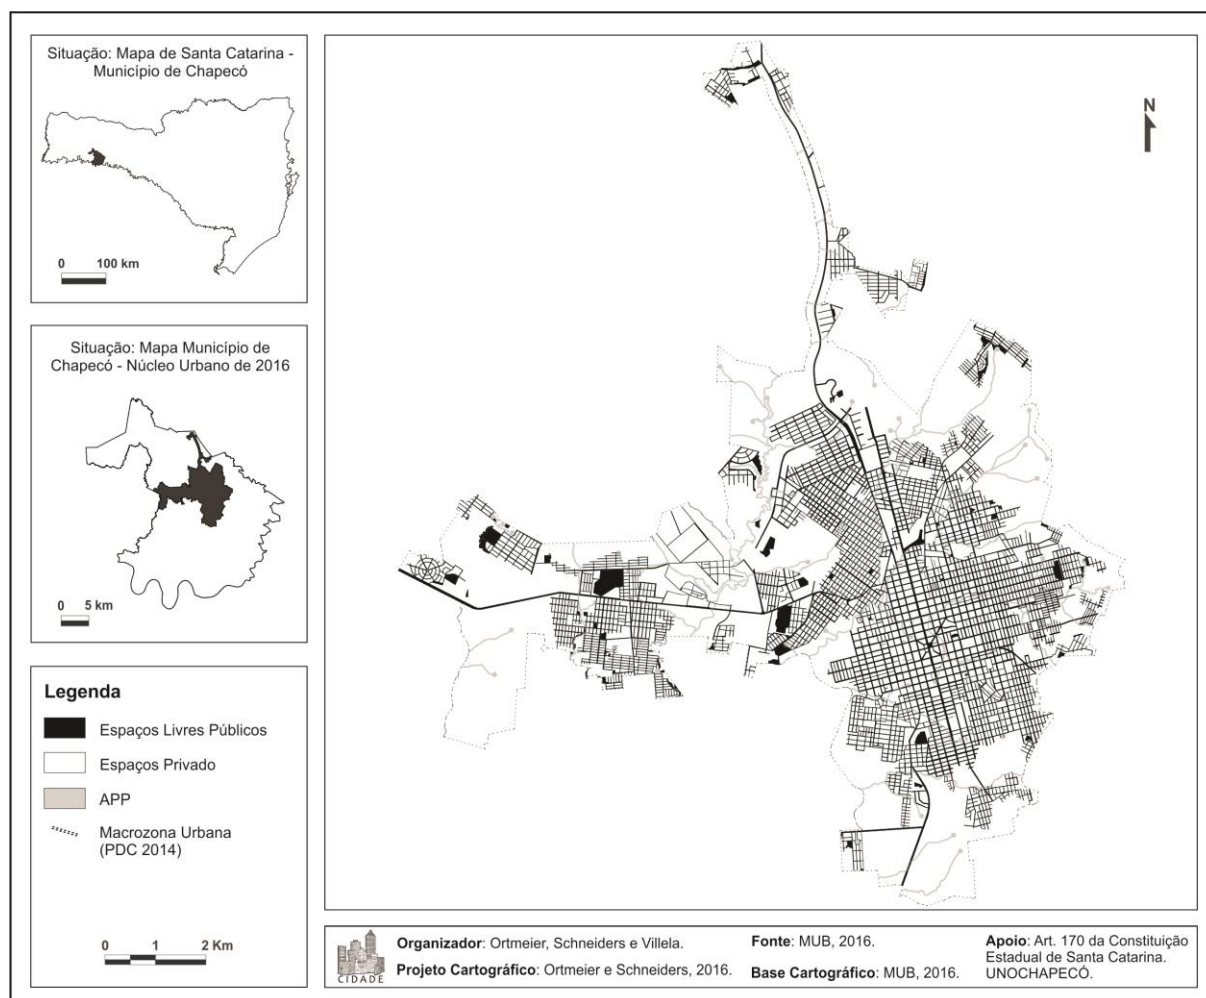 Situação: Mapa de Santa Catarina -
Município de Chapecó
0 100 km
Situação: Mapa Município de
Chapecó - Núcleo Urbano de 2016
0 5 km
Legenda
Espaços Livres Públicos
Espaços Privado
APP
Macrozona Urbana
(PDC 2014)
0 1 2 Km
N
CIDADE
Organizador: Ortmeier, Schneiders e Villela.
Projeto Cartográfico: Ortmeier e Schneiders, 2016.
Fonte: MUB, 2016.
Base Cartográfico: MUB, 2016.
Apoio: Art. 170 da Constituição
Estadual de Santa Catarina.
UNOCHAPECÓ.